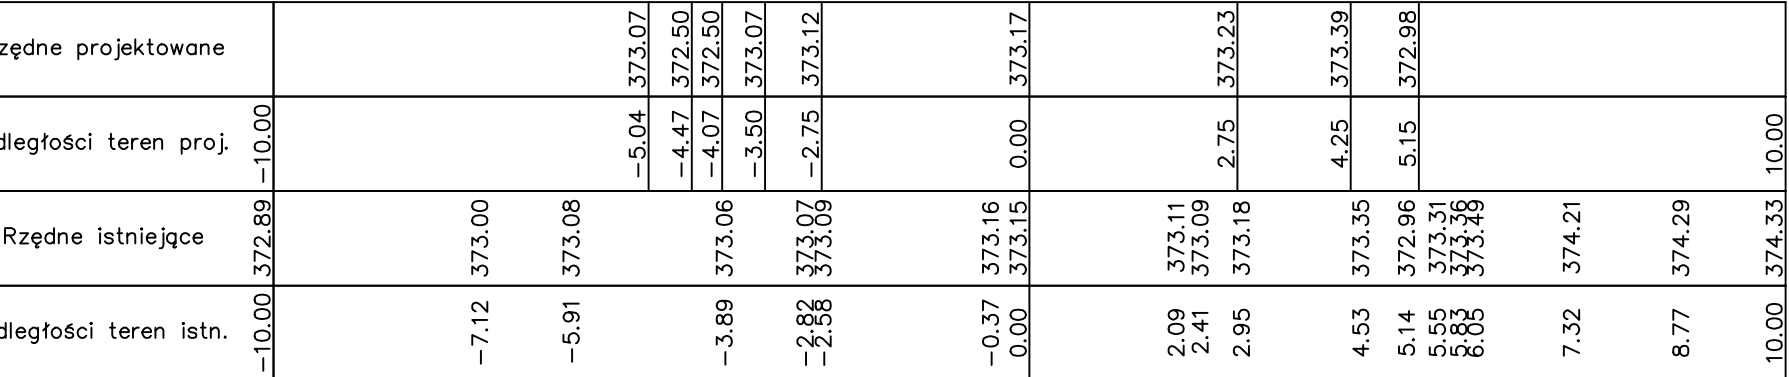 zędne projektowane 373.07 372.50 372.50 373.07 373.12 373.17 373.23 373.39 372.98
dległości teren proj. -10.00 -5.04 -4.47 -4.07 -3.50 -2.75 0.00 2.75 4.25 5.15 10.00
Rzędne istniejące 372.89 373.00 373.08 373.06 373.07 373.09 373.16 373.15 373.11 373.09 373.18 373.35 372.96 373.31 373.36 373.49 374.21 374.29 374.33
dległości teren istn. -10.00 -7.12 -5.91 -3.89 -2.82 -2.58 -0.37 0.00 2.09 2.41 2.95 4.53 5.14 5.55 5.83 6.05 7.32 8.77 10.00